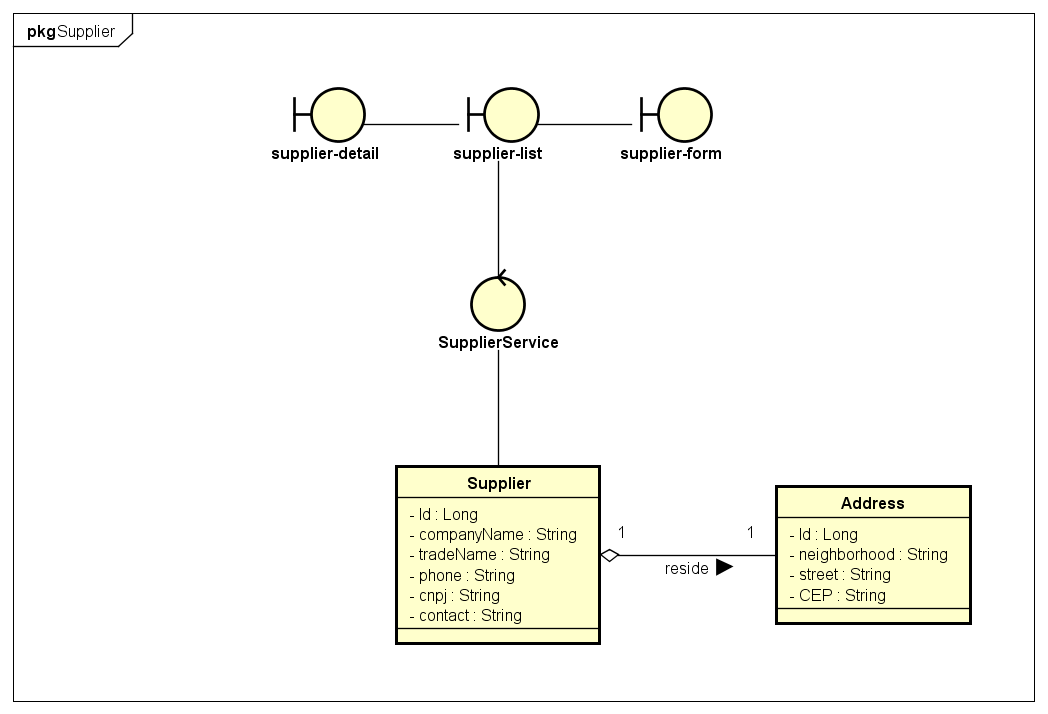 pkgSupplier
supplier-detail
supplier-list
supplier-form
SupplierService
Supplier
- Id : Long
- companyName : String
- tradeName : String
- phone : String
- cnpj : String
- contact : String
1
1
reside
Address
- Id : Long
- neighborhood : String
- street : String
- CEP : String